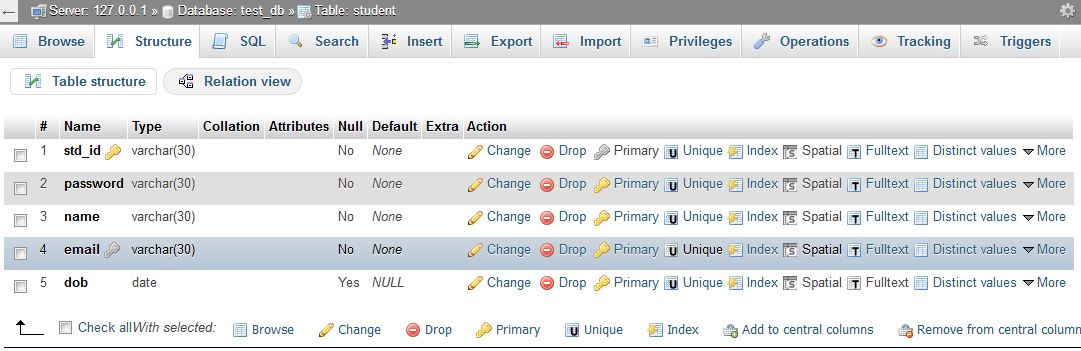 Server: 127.0.0.1 » Database: test_db » Table: student
Browse Structure SQL Search Insert Export Import Privileges Operations Tracking Triggers
Table structure Relation view
# Name Type Collation Attributes Null Default Extra Action
1 std_id varchar(30) No None Change Drop Primary Unique Index Spatial Fulltext Distinct values More
2 password varchar(30) No None Change Drop Primary Unique Index Spatial Fulltext Distinct values More
3 name varchar(30) No None Change Drop Primary Unique Index Spatial Fulltext Distinct values More
4 email varchar(30) No None Change Drop Primary Unique Index Spatial Fulltext Distinct values More
5 dob date Yes NULL Change Drop Primary Unique Index Spatial Fulltext Distinct values More
Check all With selected: Browse Change Drop Primary Unique Index Add to central columns Remove from central column